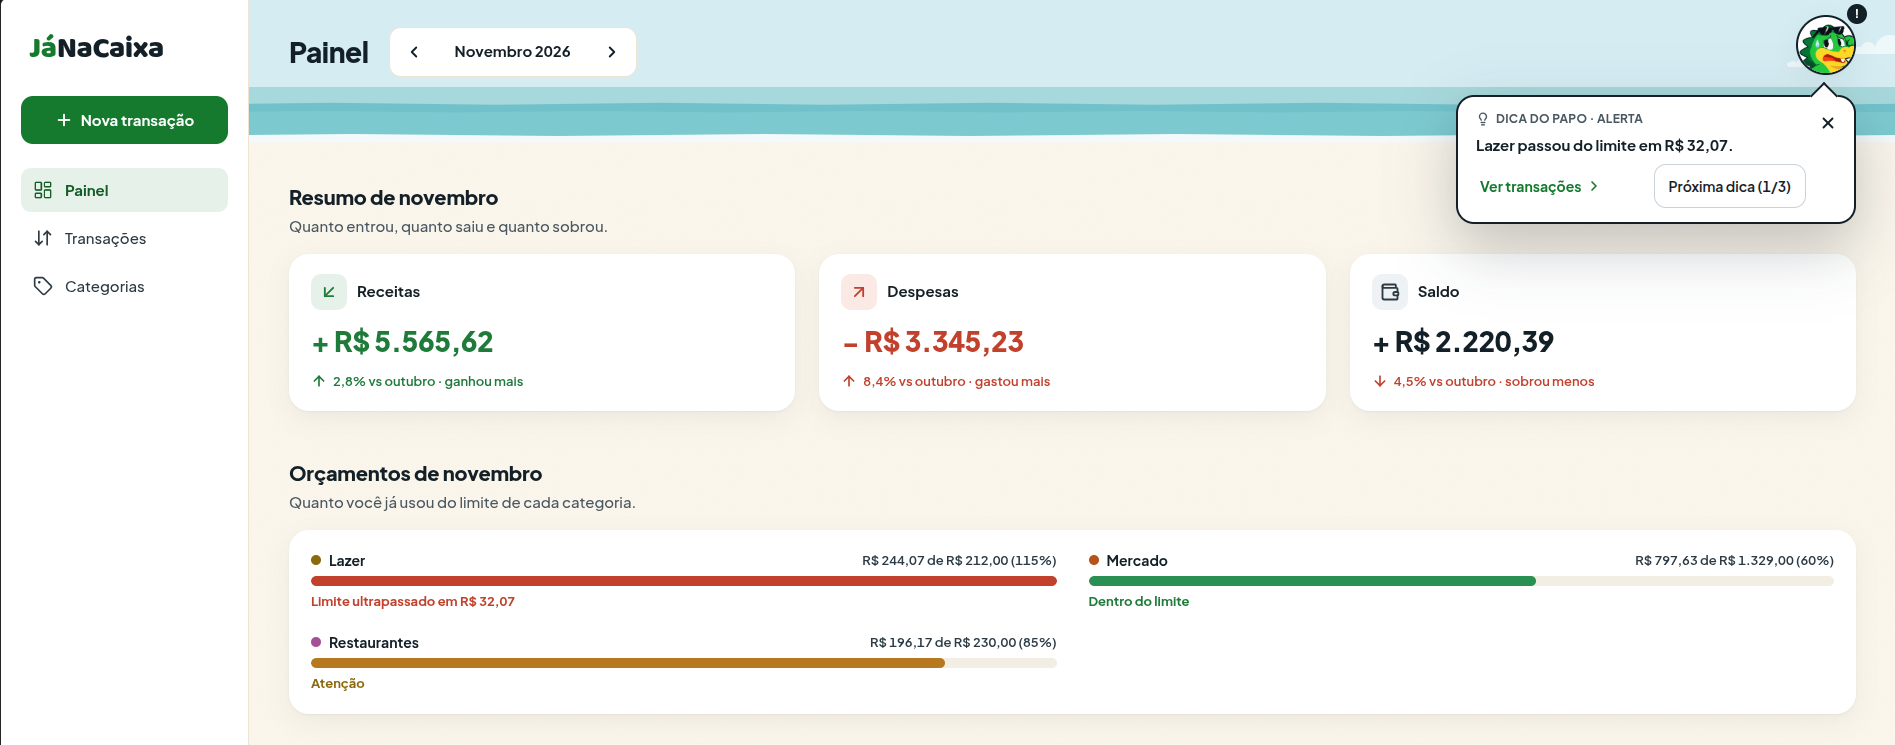 JáNaCaixa
+ Nova transação
Painel
Transações
Categorias
Painel
Novembro 2026
!
DICA DO PAPO · ALERTA
Lazer passou do limite em R$ 32,07.
Ver transações
Próxima dica (1/3)
Resumo de novembro
Quanto entrou, quanto saiu e quanto sobrou.
Receitas
+ R$ 5.565,62
2,8% vs outubro · ganhou mais
Despesas
− R$ 3.345,23
8,4% vs outubro · gastou mais
Saldo
+ R$ 2.220,39
4,5% vs outubro · sobrou menos
Orçamentos de novembro
Quanto você já usou do limite de cada categoria.
Lazer
R$ 244,07 de R$ 212,00 (115%)
Limite ultrapassado em R$ 32,07
Mercado
R$ 797,63 de R$ 1.329,00 (60%)
Dentro do limite
Restaurantes
R$ 196,17 de R$ 230,00 (85%)
Atenção